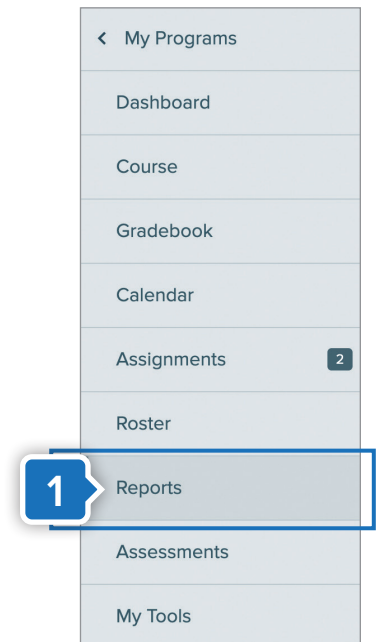 My Programs
Dashboard
Course
Gradebook
Calendar
Assignments 2
Roster
1 Reports
Assessments
My Tools